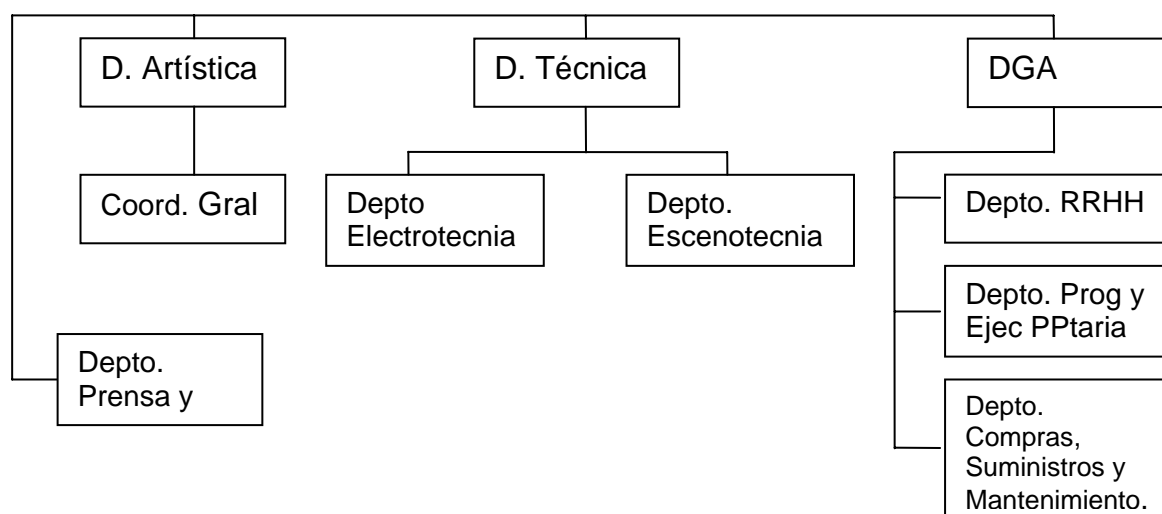 D. Artística
D. Técnica
DGA
Coord. Gral
Depto
Electrotecnia
Depto.
Escenotecnia
Depto. RRHH
Depto. Prog y
Ejec PPtaria
Depto.
Prensa y
Depto.
Compras,
Suministros y
Mantenimiento.